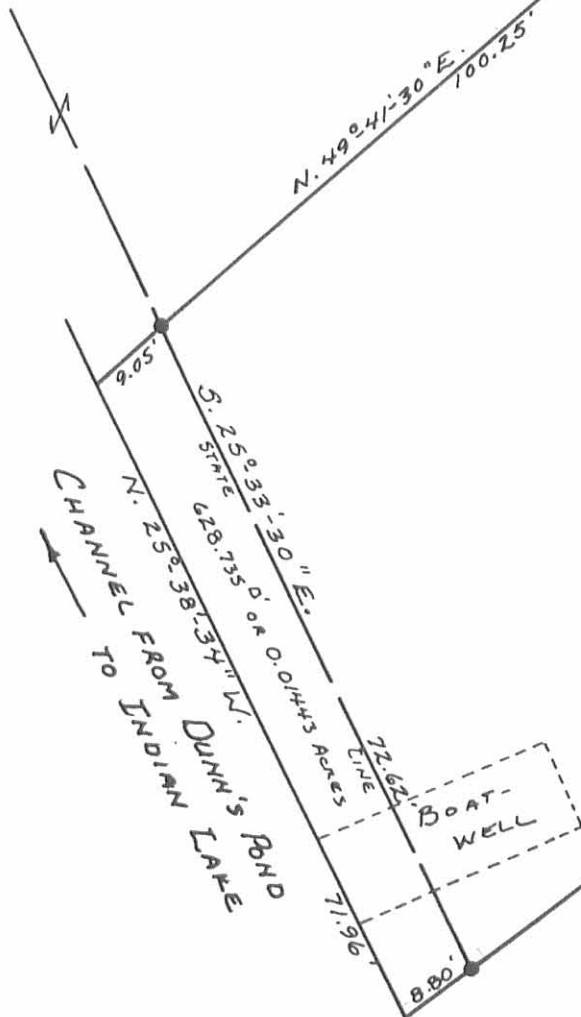 N. 49°-41'-30" E.
100.25'
9.05'
S. 25°-33'-30" E.
STATE
72.62'
LINE
628.735 □' OR 0.01443 ACRES
N. 25°-38'-34" W.
71.96'
CHANNEL FROM DUNN'S POND
TO INDIAN LAKE
BOAT-
WELL
8.80'